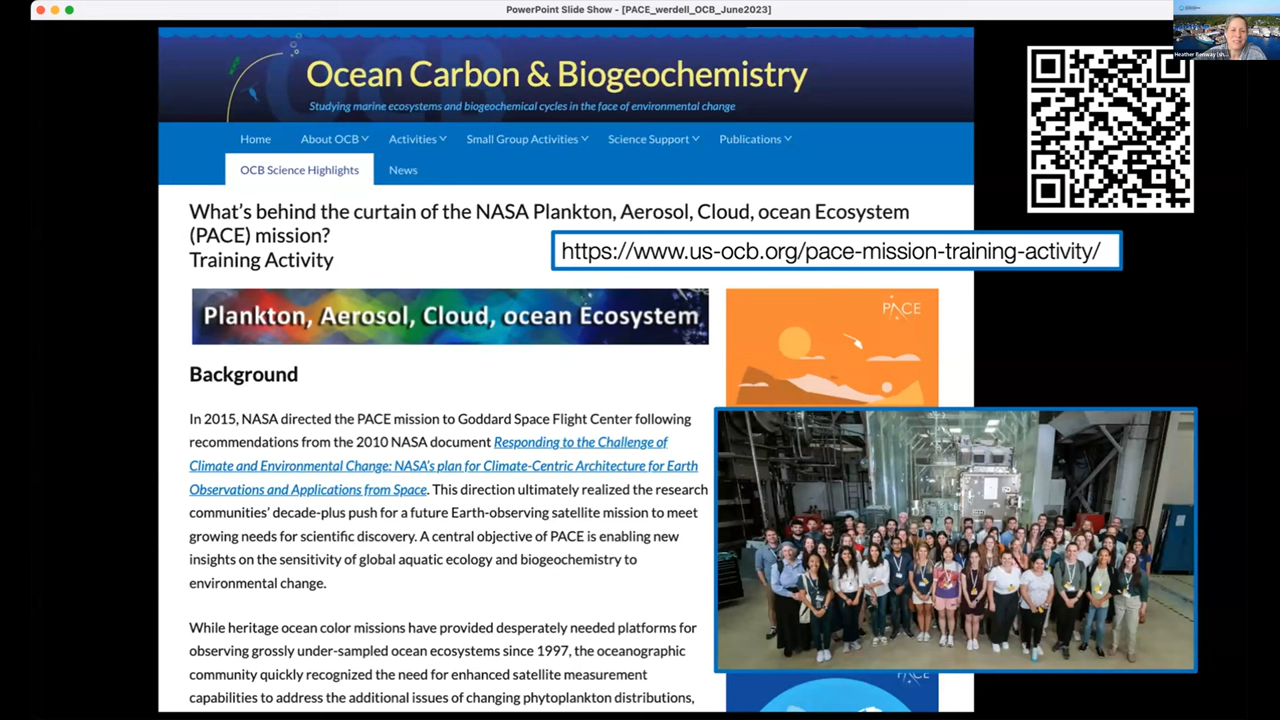 PowerPoint Slide Show - [PACE_werdell_OCB_June2023]
Ocean Carbon & Biogeochemistry
Studying marine ecosystems and biogeochemical cycles in the face of environmental change
Home About OCB Activities Small Group Activities Science Support Publications
OCB Science Highlights News
What's behind the curtain of the NASA Plankton, Aerosol, Cloud, ocean Ecosystem
(PACE) mission?
Training Activity
https://www.us-ocb.org/pace-mission-training-activity/
Plankton, Aerosol, Cloud, ocean Ecosystem
PACE
Background
In 2015, NASA directed the PACE mission to Goddard Space Flight Center following
recommendations from the 2010 NASA document Responding to the Challenge of
Climate and Environmental Change: NASA's plan for Climate-Centric Architecture for Earth
Observations and Applications from Space. This direction ultimately realized the research
communities' decade-plus push for a future Earth-observing satellite mission to meet
growing needs for scientific discovery. A central objective of PACE is enabling new
insights on the sensitivity of global aquatic ecology and biogeochemistry to
environmental change.
While heritage ocean color missions have provided desperately needed platforms for
observing grossly under-sampled ocean ecosystems since 1997, the oceanographic
community quickly recognized the need for enhanced satellite measurement
capabilities to address the additional issues of changing phytoplankton distributions,
PACE